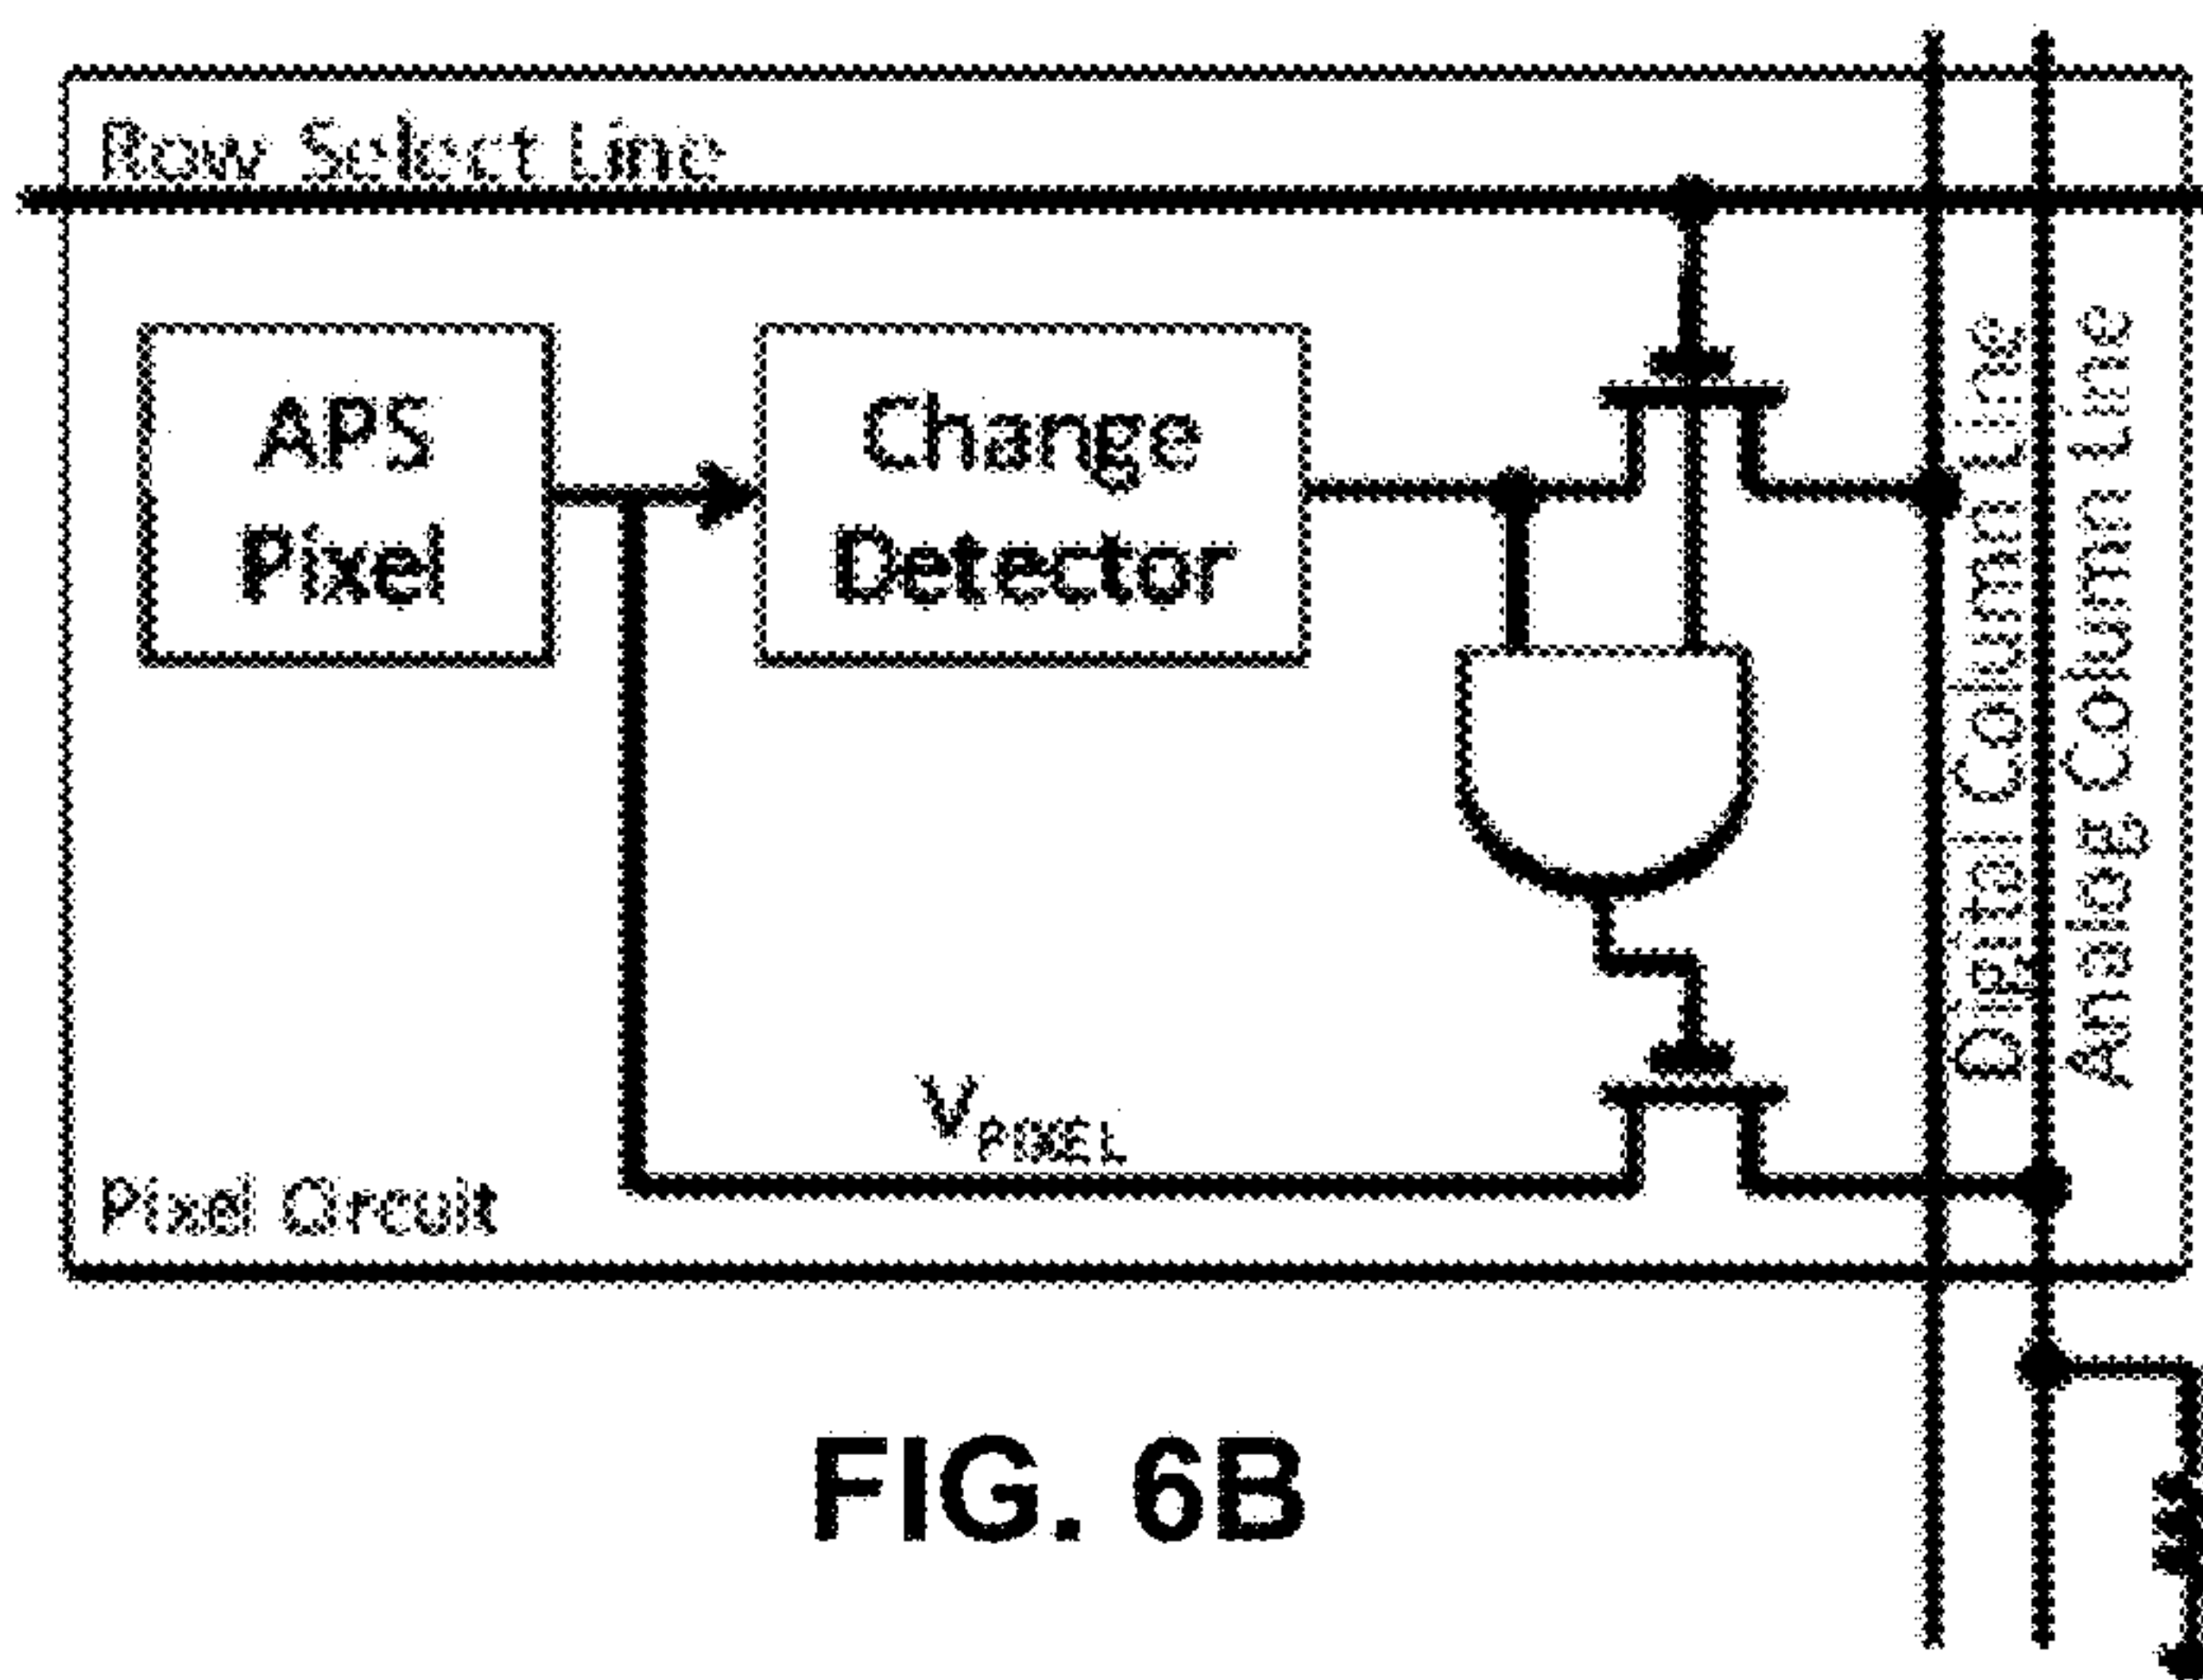 Row Select Line
APS
Pixel
Change
Detector
Digital Column Line
Analog Column Line
VPIXEL
Pixel Circuit
FIG. 6B